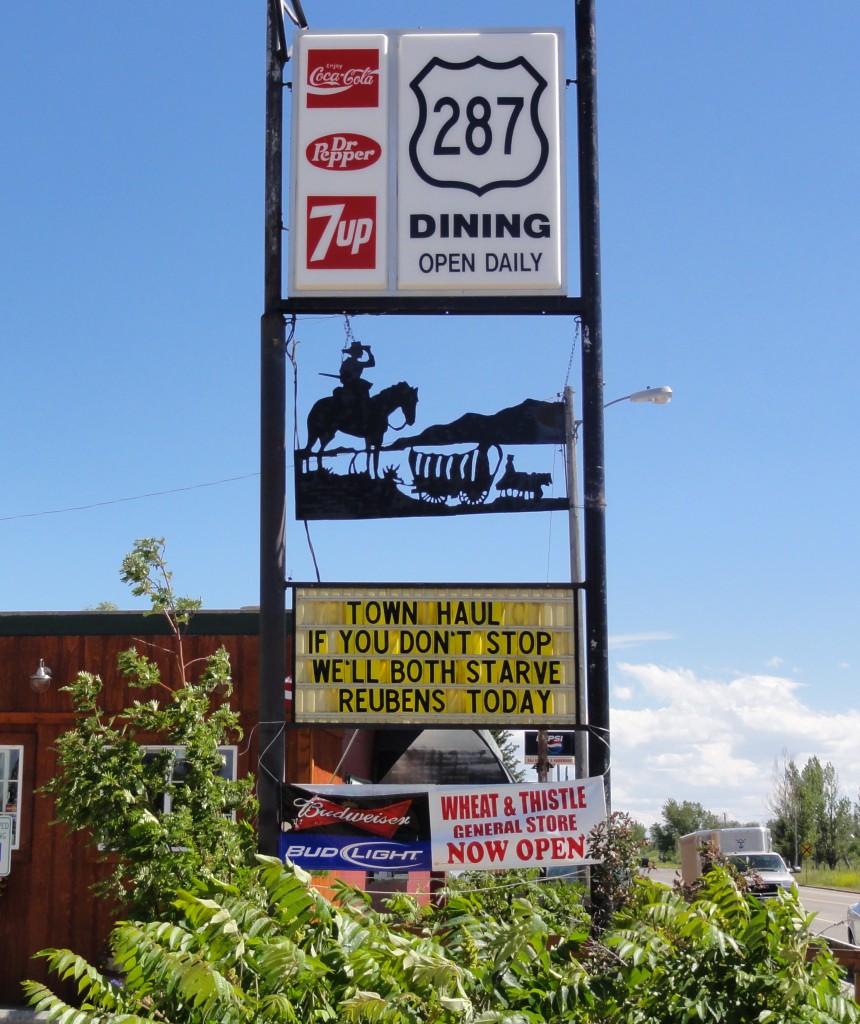 Enjoy
Coca-Cola
Dr
Pepper
7up
287
DINING
OPEN DAILY
TOWN HAUL
IF YOU DON'T STOP
WE'LL BOTH STARVE
REUBENS TODAY
PEPSI
Budweiser
BUD LIGHT
WHEAT & THISTLE
GENERAL STORE
NOW OPEN